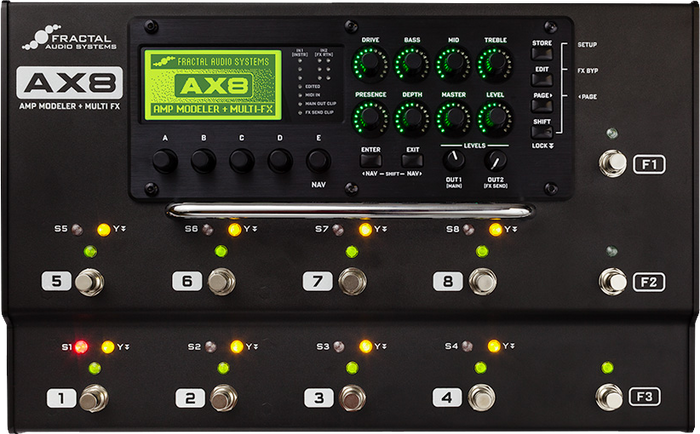 FRACTAL
AUDIO SYSTEMS
AX8
AMP MODELER + MULTI FX
FRACTAL AUDIO SYSTEMS
AX8
AMP MODELER + MULTI-FX
IN1 IN2
[INSTR] [FX RTN]
EDITED
MIDI IN
MAIN OUT CLIP
FX SEND CLIP
A B C D E
NAV
DRIVE BASS MID TREBLE
PRESENCE DEPTH MASTER LEVEL
ENTER EXIT
<NAV — SHIFT — NAV>
LEVELS
OUT1 OUT2
[MAIN] [FX SEND]
STORE
EDIT
PAGE>
SHIFT
LOCK
SETUP
FX BYP
<PAGE
F1
S5 Y S6 Y S7 Y S8 Y
5 6 7 8 F2
S1 Y S2 Y S3 Y S4 Y
1 2 3 4 F3